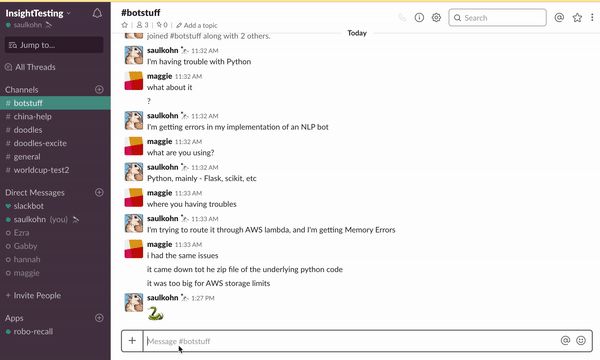 InsightTesting
saulkohn
Jump to...
All Threads
Channels
# botstuff
# china-help
# doodles
# doodles-excite
# general
# worldcup-test2
Direct Messages
slackbot
saulkohn (you)
Ezra
Gabby
hannah
maggie
+ Invite People
Apps
robo-recall
#botstuff
3 | 0 | Add a topic
Search
joined #botstuff along with 2 others.
Today
saulkohn 11:32 AM
I'm having trouble with Python
maggie 11:32 AM
what about it
?
saulkohn 11:32 AM
I'm getting errors in my implementation of an NLP bot
maggie 11:32 AM
what are you using?
saulkohn 11:32 AM
Python, mainly - Flask, scikit, etc
maggie 11:33 AM
where you having troubles
saulkohn 11:33 AM
I'm trying to route it through AWS lambda, and I'm getting Memory Errors
maggie 11:33 AM
i had the same issues
it came down tot he zip file of the underlying python code
it was too big for AWS storage limits
saulkohn 1:27 PM
Message #botstuff